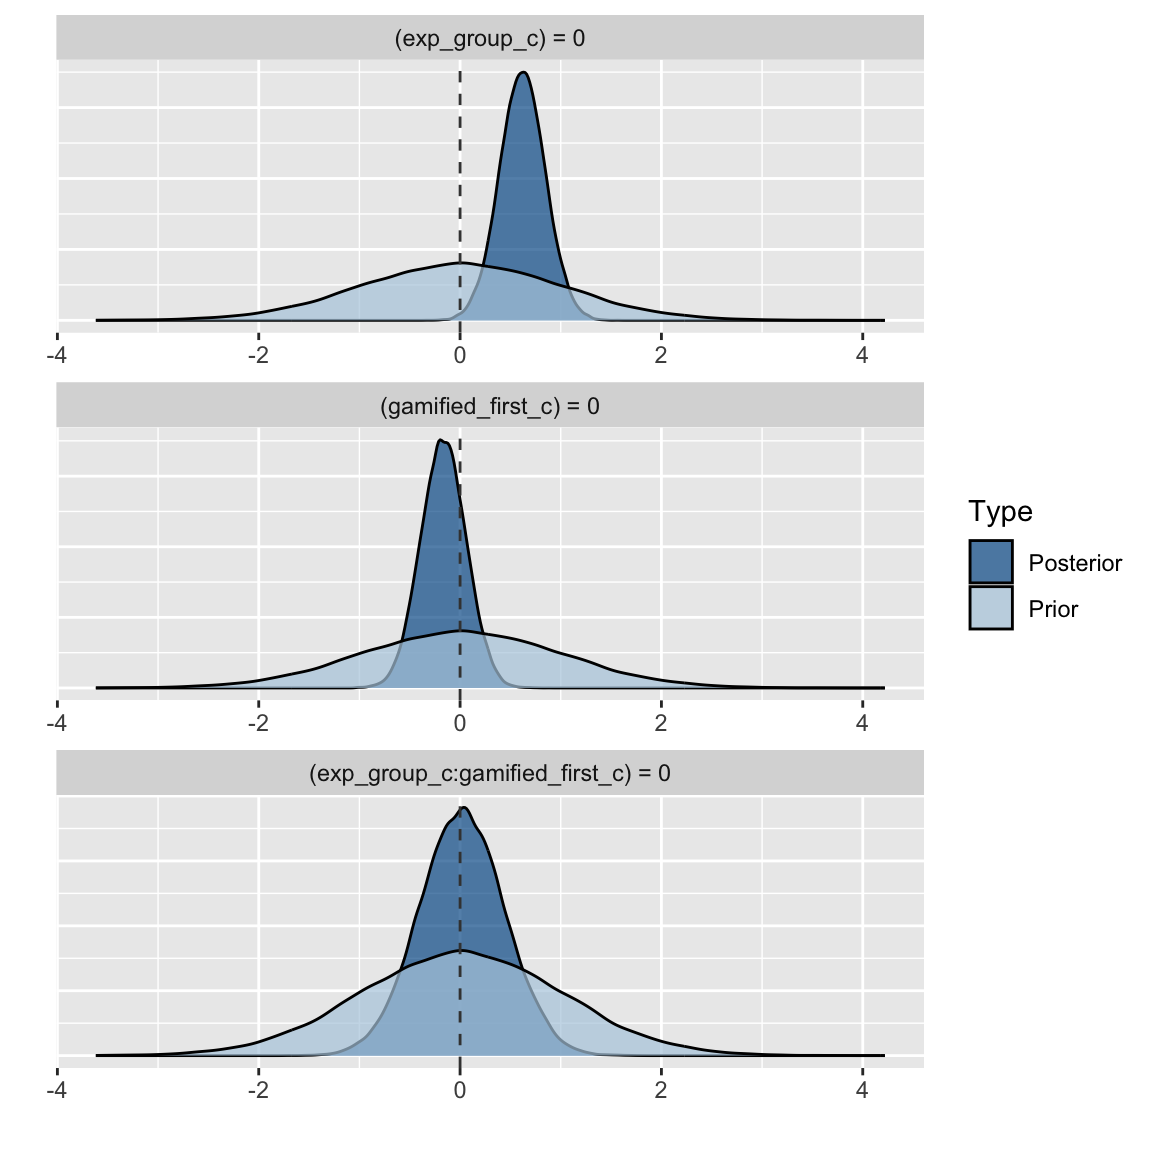 (exp_group_c) = 0
-4 -2 0 2 4
(gamified_first_c) = 0
-4 -2 0 2 4
(exp_group_c:gamified_first_c) = 0
-4 -2 0 2 4
Type
Posterior
Prior